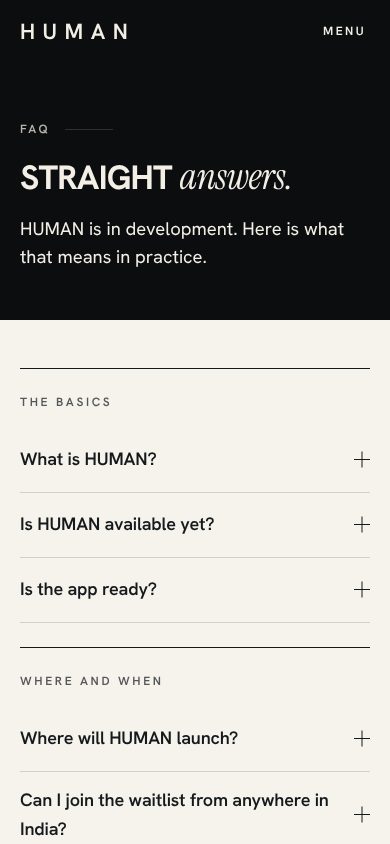 HUMAN
MENU
FAQ
STRAIGHT answers.
HUMAN is in development. Here is what
that means in practice.
THE BASICS
What is HUMAN?
Is HUMAN available yet?
Is the app ready?
WHERE AND WHEN
Where will HUMAN launch?
Can I join the waitlist from anywhere in
India?